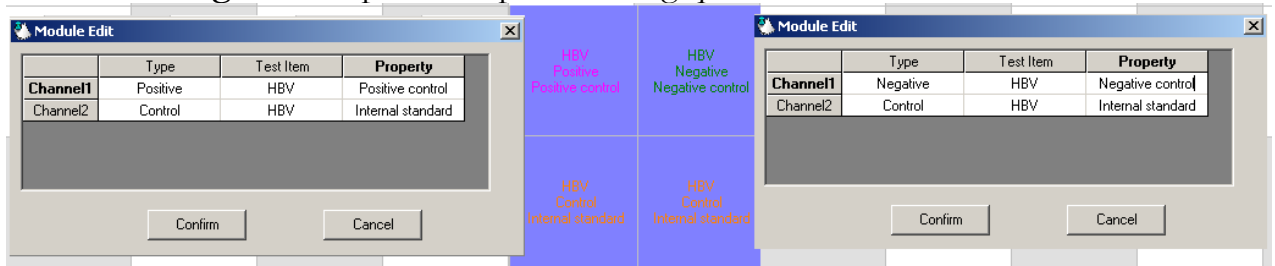 Module Edit
Type Test Item Property
Channel1 Positive HBV Positive control
Channel2 Control HBV Internal standard
Confirm Cancel
HBV
Positive
Positive control
HBV
Negative
Negative control
HBV
Control
Internal standard
HBV
Control
Internal standard
Module Edit
Type Test Item Property
Channel1 Negative HBV Negative control
Channel2 Control HBV Internal standard
Confirm Cancel